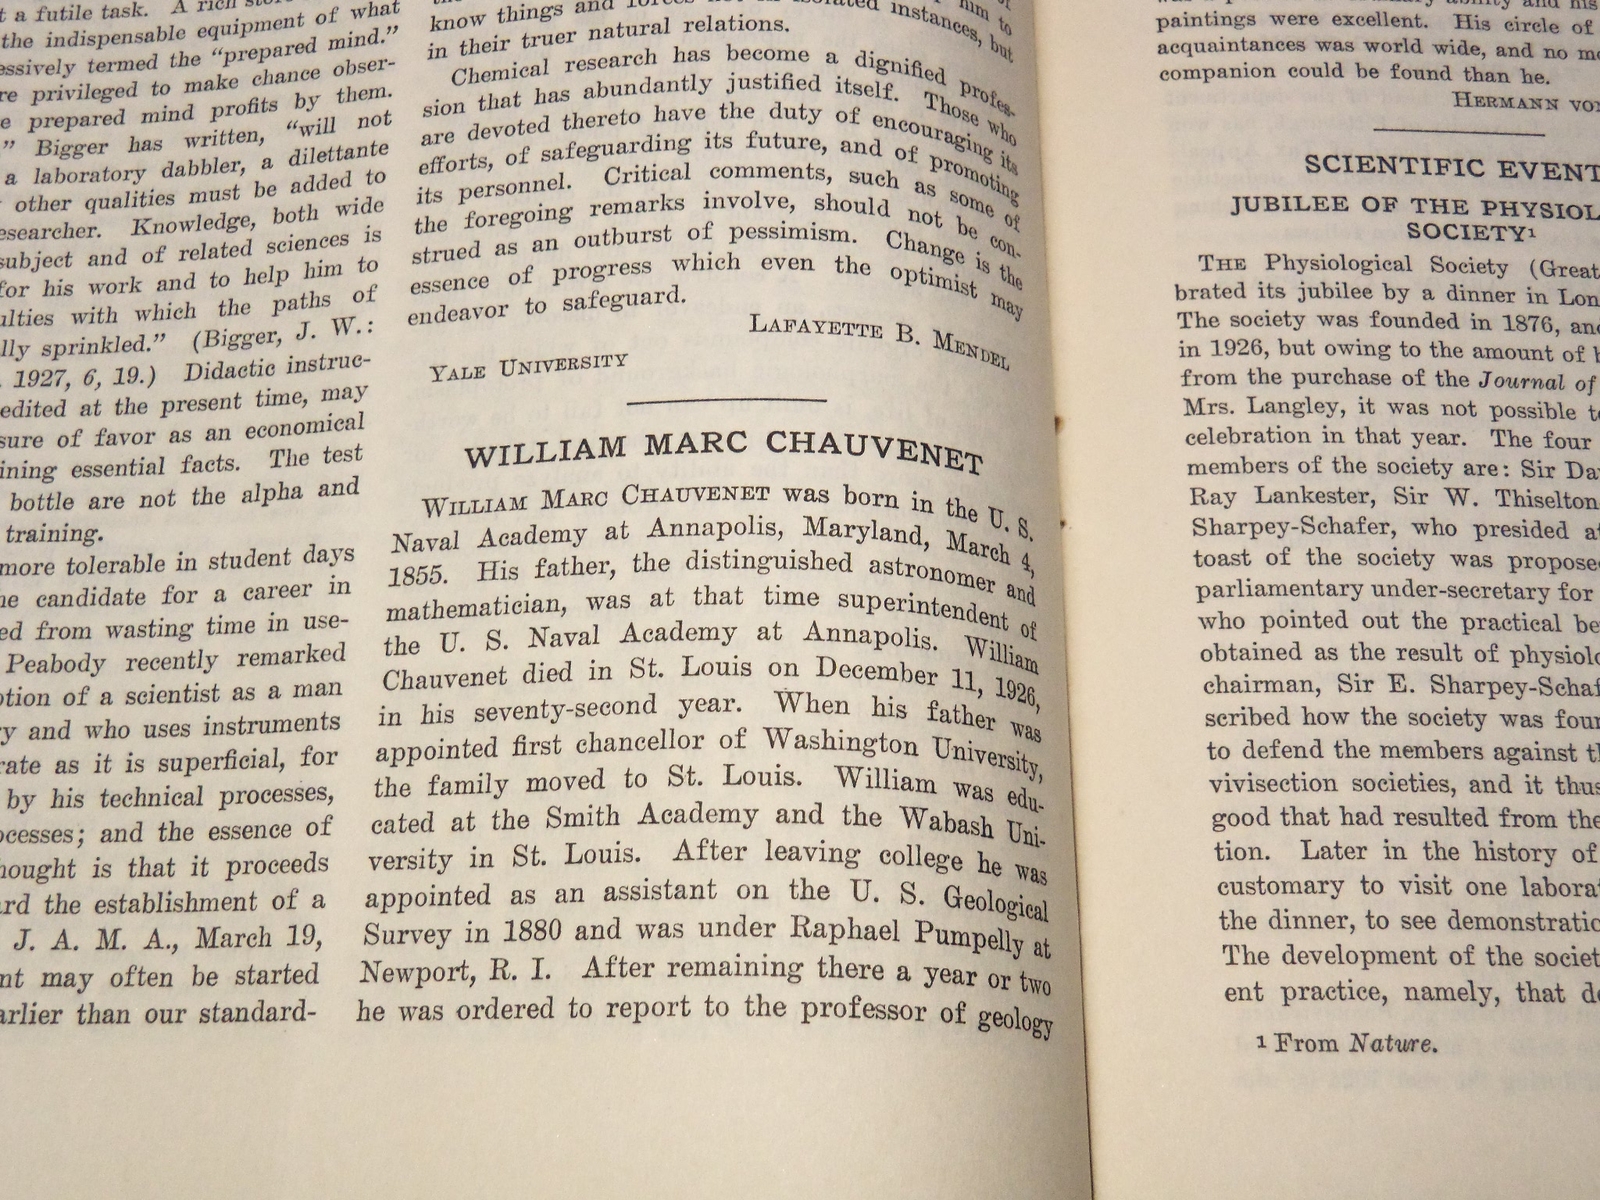 t a futile task. A rich
the indispensable equipment of what
essively termed the "prepared mind."
re privileged to make chance obser-
e prepared mind profits by them.
" Bigger has written, "will not
a laboratory dabbler, a dilettante
other qualities must be added to
esearcher. Knowledge, both wide
subject and of related sciences is
for his work and to help him to
ulties with which the paths of
lly sprinkled." (Bigger, J. W.:
1927, 6, 19.) Didactic instruc-
edited at the present time, may
sure of favor as an economical
ining essential facts. The test
bottle are not the alpha and
training.
more tolerable in student days
he candidate for a career in
ed from wasting time in use-
Peabody recently remarked
ption of a scientist as a man
y and who uses instruments
rate as it is superficial, for
by his technical processes,
ocesses; and the essence of
hought is that it proceeds
ard the establishment of a
J. A. M. A., March 19,
nt may often be started
arlier than our standard-
him to
know things and forces not in isolated instances, but
in their truer natural relations.
Chemical research has become a dignified profes-
sion that has abundantly justified itself. Those who
are devoted thereto have the duty of encouraging its
efforts, of safeguarding its future, and of promoting
its personnel. Critical comments, such as some of
the foregoing remarks involve, should not be con-
strued as an outburst of pessimism. Change is the
essence of progress which even the optimist may
endeavor to safeguard.
LAFAYETTE B. MENDEL
YALE UNIVERSITY
WILLIAM MARC CHAUVENET
WILLIAM MARC CHAUVENET was born in the U. S.
Naval Academy at Annapolis, Maryland, March 4,
1855. His father, the distinguished astronomer and
mathematician, was at that time superintendent of
the U. S. Naval Academy at Annapolis. William
Chauvenet died in St. Louis on December 11, 1926,
in his seventy-second year. When his father was
appointed first chancellor of Washington University,
the family moved to St. Louis. William was edu-
cated at the Smith Academy and the Wabash Uni-
versity in St. Louis. After leaving college he was
appointed as an assistant on the U. S. Geological
Survey in 1880 and was under Raphael Pumpelly at
Newport, R. I. After remaining there a year or two
he was ordered to report to the professor of geology
paintings were excellent. His circle of
acquaintances was world wide, and no mo
companion could be found than he.
HERMANN VO
SCIENTIFIC EVENT
JUBILEE OF THE PHYSIOL
SOCIETY¹
THE Physiological Society (Great
brated its jubilee by a dinner in Lon
The society was founded in 1876, an
in 1926, but owing to the amount of
from the purchase of the Journal of
Mrs. Langley, it was not possible t
celebration in that year. The four
members of the society are: Sir Da
Ray Lankester, Sir W. Thiselton
Sharpey-Schafer, who presided a
toast of the society was propose
parliamentary under-secretary for
who pointed out the practical be
obtained as the result of physiol
chairman, Sir E. Sharpey-Schaf
scribed how the society was foun
to defend the members against t
vivisection societies, and it thus
good that had resulted from the
tion. Later in the history of
customary to visit one labora
the dinner, to see demonstratio
The development of the societ
ent practice, namely, that d
1 From Nature.